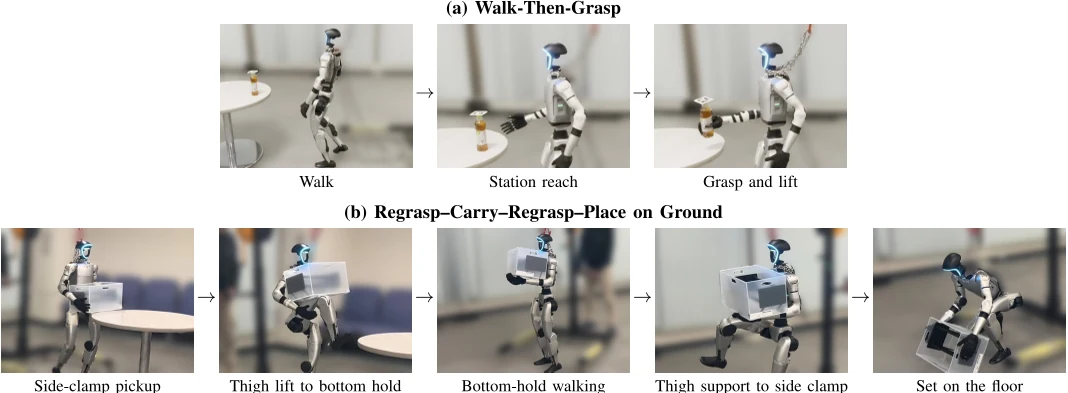 (a) Walk-Then-Grasp
Walk
Station reach
Grasp and lift
(b) Regrasp–Carry–Regrasp–Place on Ground
Side-clamp pickup
Thigh lift to bottom hold
Bottom-hold walking
Thigh support to side clamp
Set on the floor